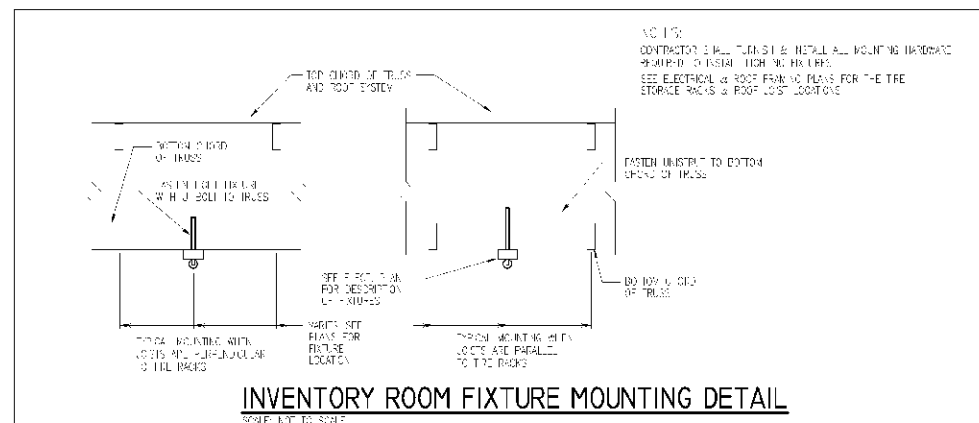 NOTES:
CONTRACTOR SHALL FURNISH & INSTALL ALL MOUNTING HARDWARE
REQUIRED TO INSTALL LIGHTING FIXTURES
SEE ELECTRICAL & ROOF FRAMING PLANS FOR THE TIRE
STORAGE RACKS & ROOF JOIST LOCATIONS
TOP CHORD OF TRUSS
AND ROOF SYSTEM
BOTTOM CHORD
OF TRUSS
FASTEN LIGHT FIXTURE
WITH U BOLT TO TRUSS
FASTEN UNISTRUT TO BOTTOM
CHORD OF TRUSS
SEE ELECT. PLAN
FOR DESCRIPTION
OF FIXTURES
BOTTOM CHORD
OF TRUSS
VARIES SEE
PLANS FOR
FIXTURE
LOCATION
TYPICAL MOUNTING WHEN
JOISTS ARE PERPENDICULAR
TO TIRE RACKS
TYPICAL MOUNTING WHEN
JOISTS ARE PARALLEL
TO TIRE RACKS
INVENTORY ROOM FIXTURE MOUNTING DETAIL
SCALE: NOT TO SCALE